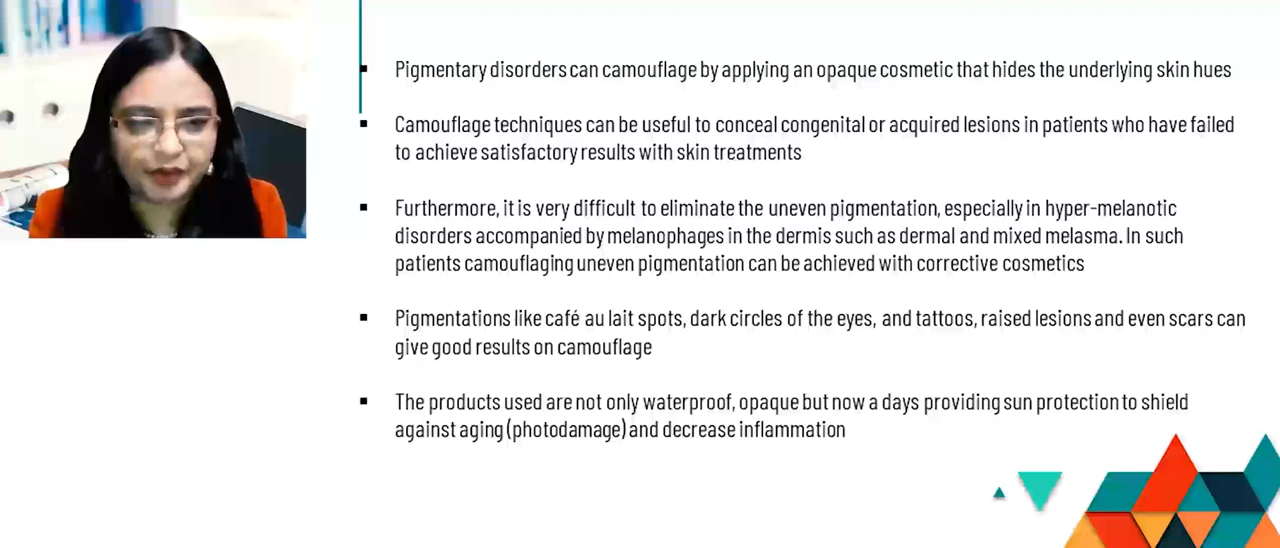 Pigmentary disorders can camouflage by applying an opaque cosmetic that hides the underlying skin hues
Camouflage techniques can be useful to conceal congenital or acquired lesions in patients who have failed
to achieve satisfactory results with skin treatments
Furthermore, it is very difficult to eliminate the uneven pigmentation, especially in hyper-melanotic
disorders accompanied by melanophages in the dermis such as dermal and mixed melasma. In such
patients camouflaging uneven pigmentation can be achieved with corrective cosmetics
Pigmentations like café au lait spots, dark circles of the eyes, and tattoos, raised lesions and even scars can
give good results on camouflage
The products used are not only waterproof, opaque but now a days providing sun protection to shield
against aging (photodamage) and decrease inflammation